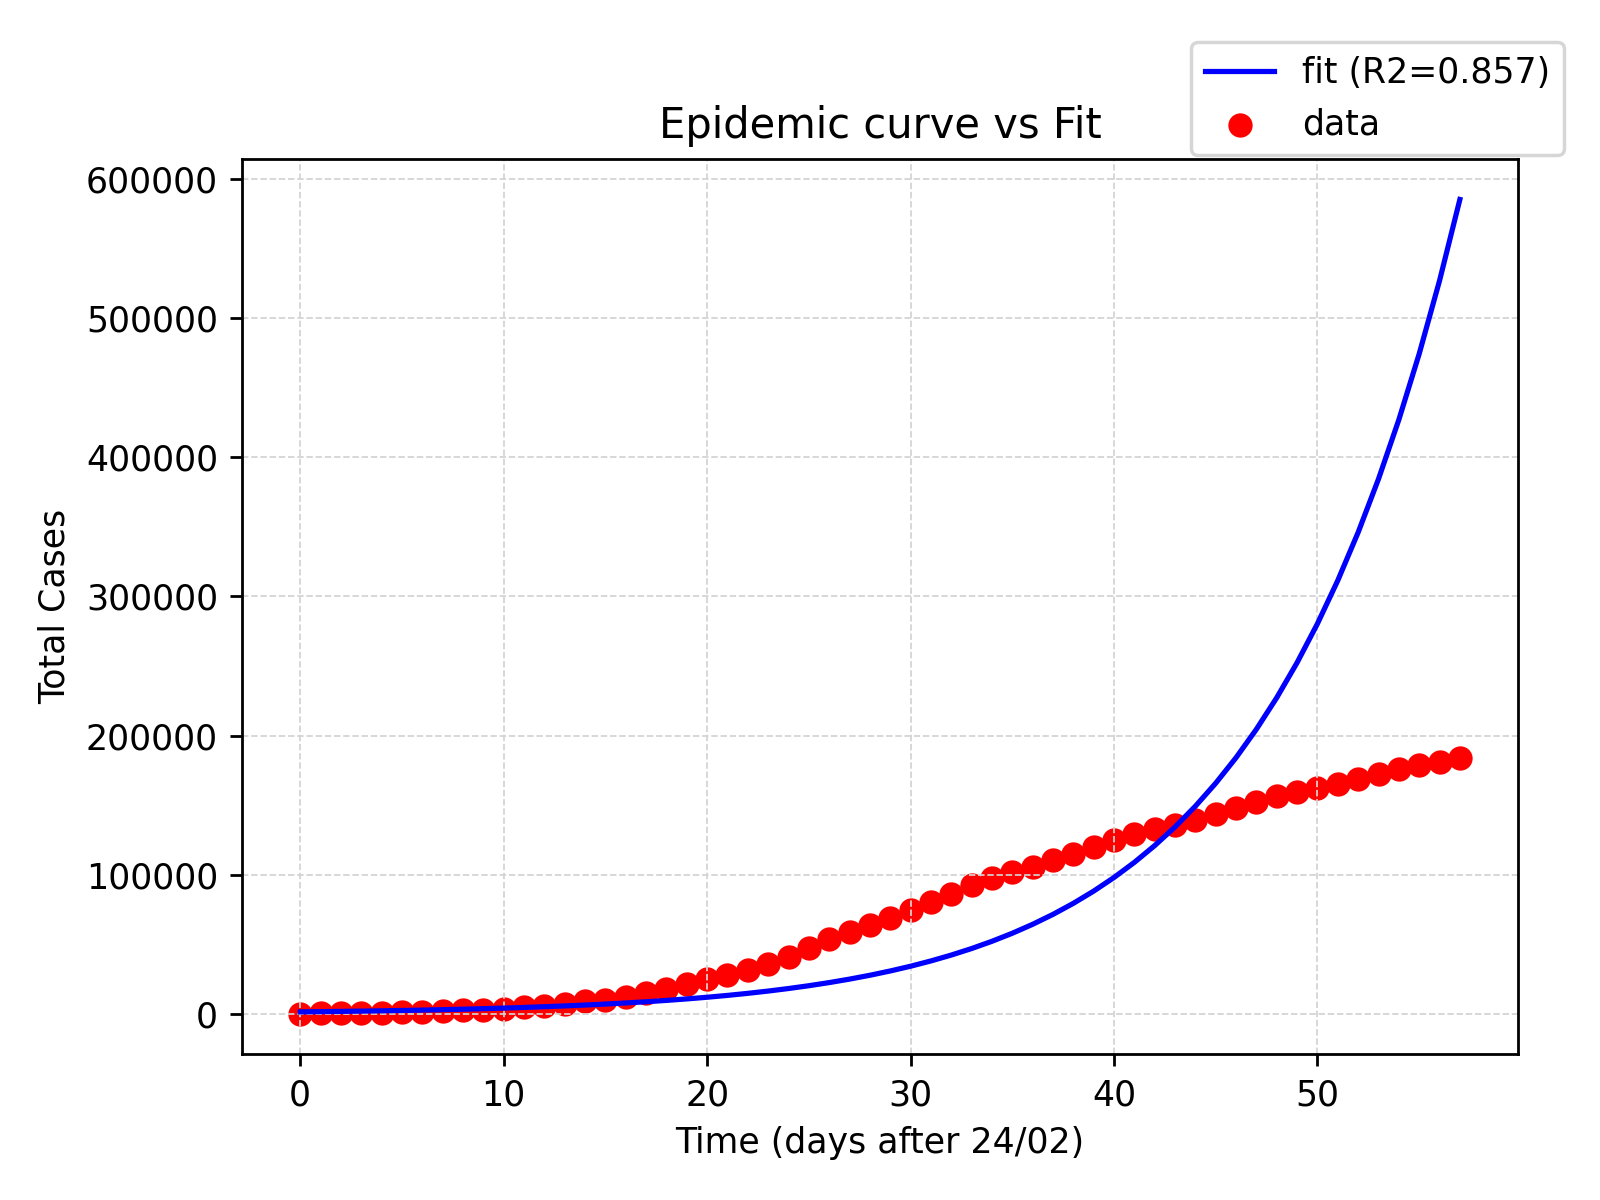 fit (R2=0.857)
data
Epidemic curve vs Fit
600000
500000
400000
300000
200000
100000
0
Total Cases
0 10 20 30 40 50
Time (days after 24/02)